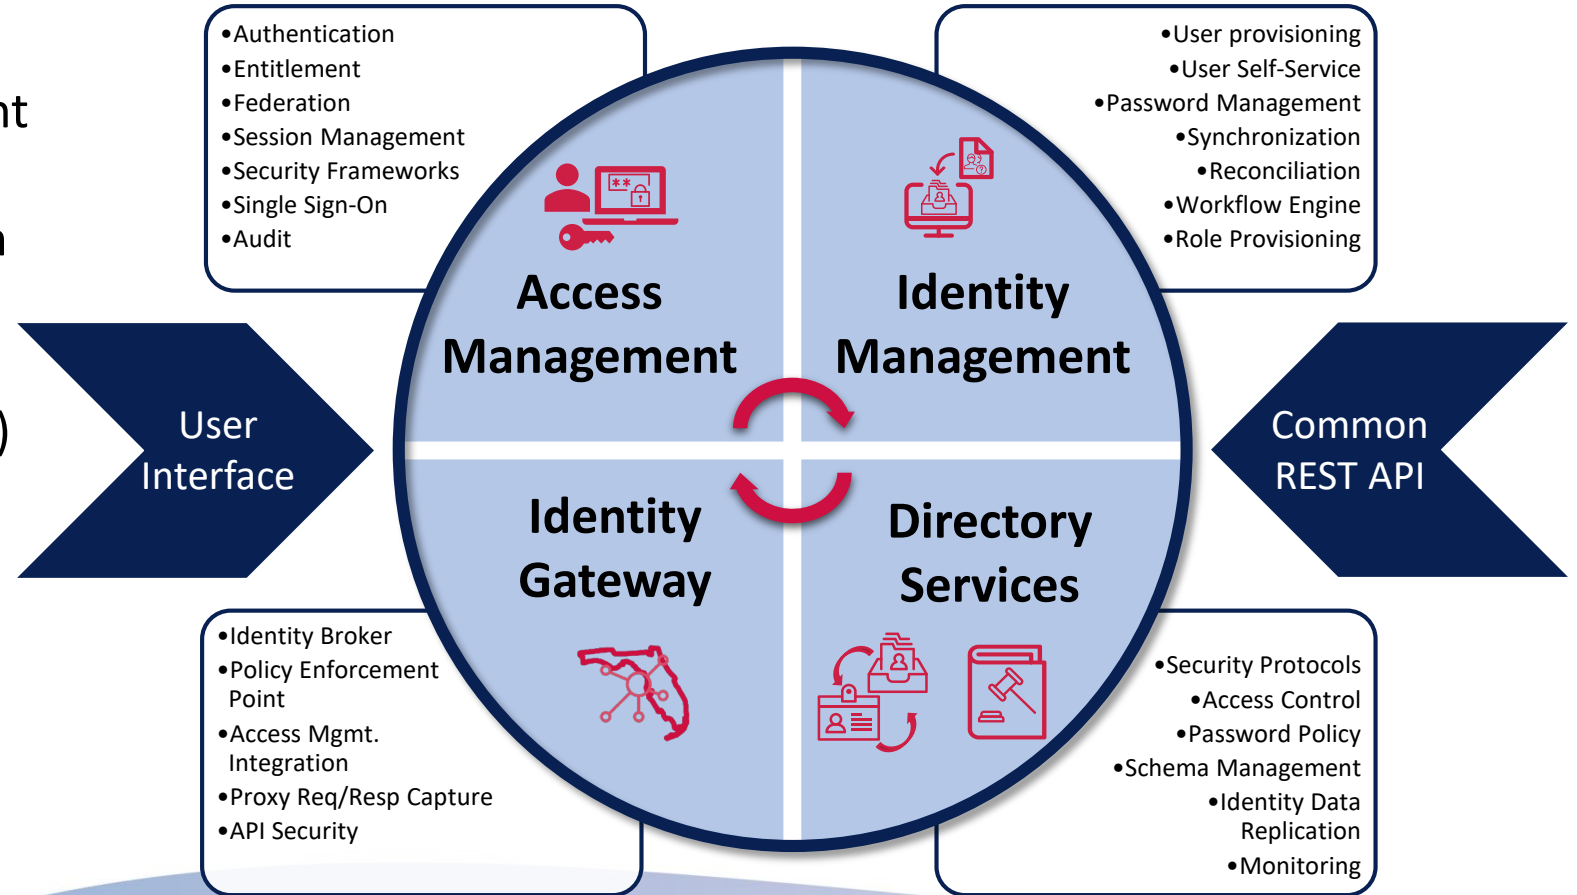 •Authentication
•Entitlement
•Federation
•Session Management
•Security Frameworks
•Single Sign-On
•Audit
•User provisioning
•User Self-Service
•Password Management
•Synchronization
•Reconciliation
•Workflow Engine
•Role Provisioning
nt
)
**
Access
Management
Identity
Management
User
Interface
Common
REST API
Identity
Gateway
Directory
Services
•Identity Broker
•Policy Enforcement
Point
•Access Mgmt.
Integration
•Proxy Req/Resp Capture
•API Security
•Security Protocols
•Access Control
•Password Policy
•Schema Management
•Identity Data
Replication
•Monitoring